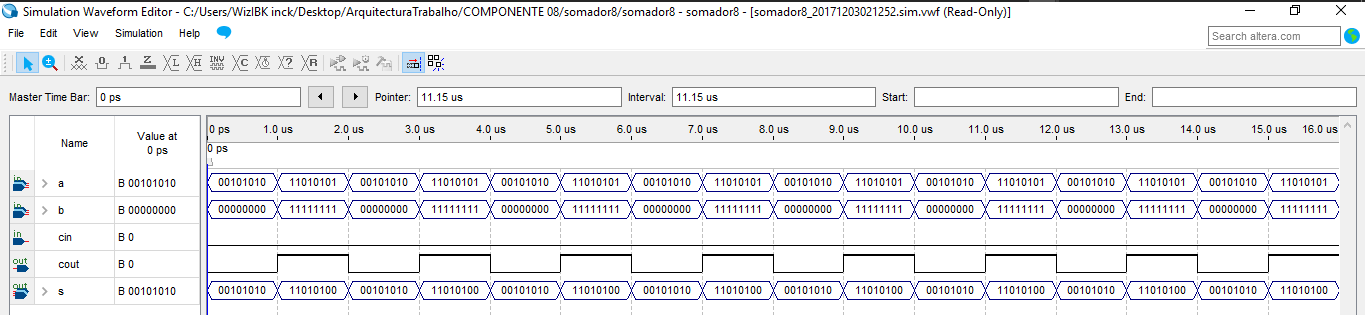 Simulation Waveform Editor - C:/Users/WizIBK inck/Desktop/ArquitecturaTrabalho/COMPONENTE 08/somador8/somador8 - somador8 - [somador8_20171203021252.sim.vwf (Read-Only)]
File Edit View Simulation Help
Search altera.com
Master Time Bar: 0 ps Pointer: 11.15 us Interval: 11.15 us Start: End:
Name Value at 0 ps
0 ps 1.0 us 2.0 us 3.0 us 4.0 us 5.0 us 6.0 us 7.0 us 8.0 us 9.0 us 10.0 us 11.0 us 12.0 us 13.0 us 14.0 us 15.0 us 16.0 us
0 ps
in a B 00101010 00101010 11010101 00101010 11010101 00101010 11010101 00101010 11010101 00101010 11010101 00101010 11010101 00101010 11010101 00101010 11010101
in b B 00000000 00000000 11111111 00000000 11111111 00000000 11111111 00000000 11111111 00000000 11111111 00000000 11111111 00000000 11111111 00000000 11111111
in cin B 0
out cout B 0
out s B 00101010 00101010 11010100 00101010 11010100 00101010 11010100 00101010 11010100 00101010 11010100 00101010 11010100 00101010 11010100 00101010 11010100